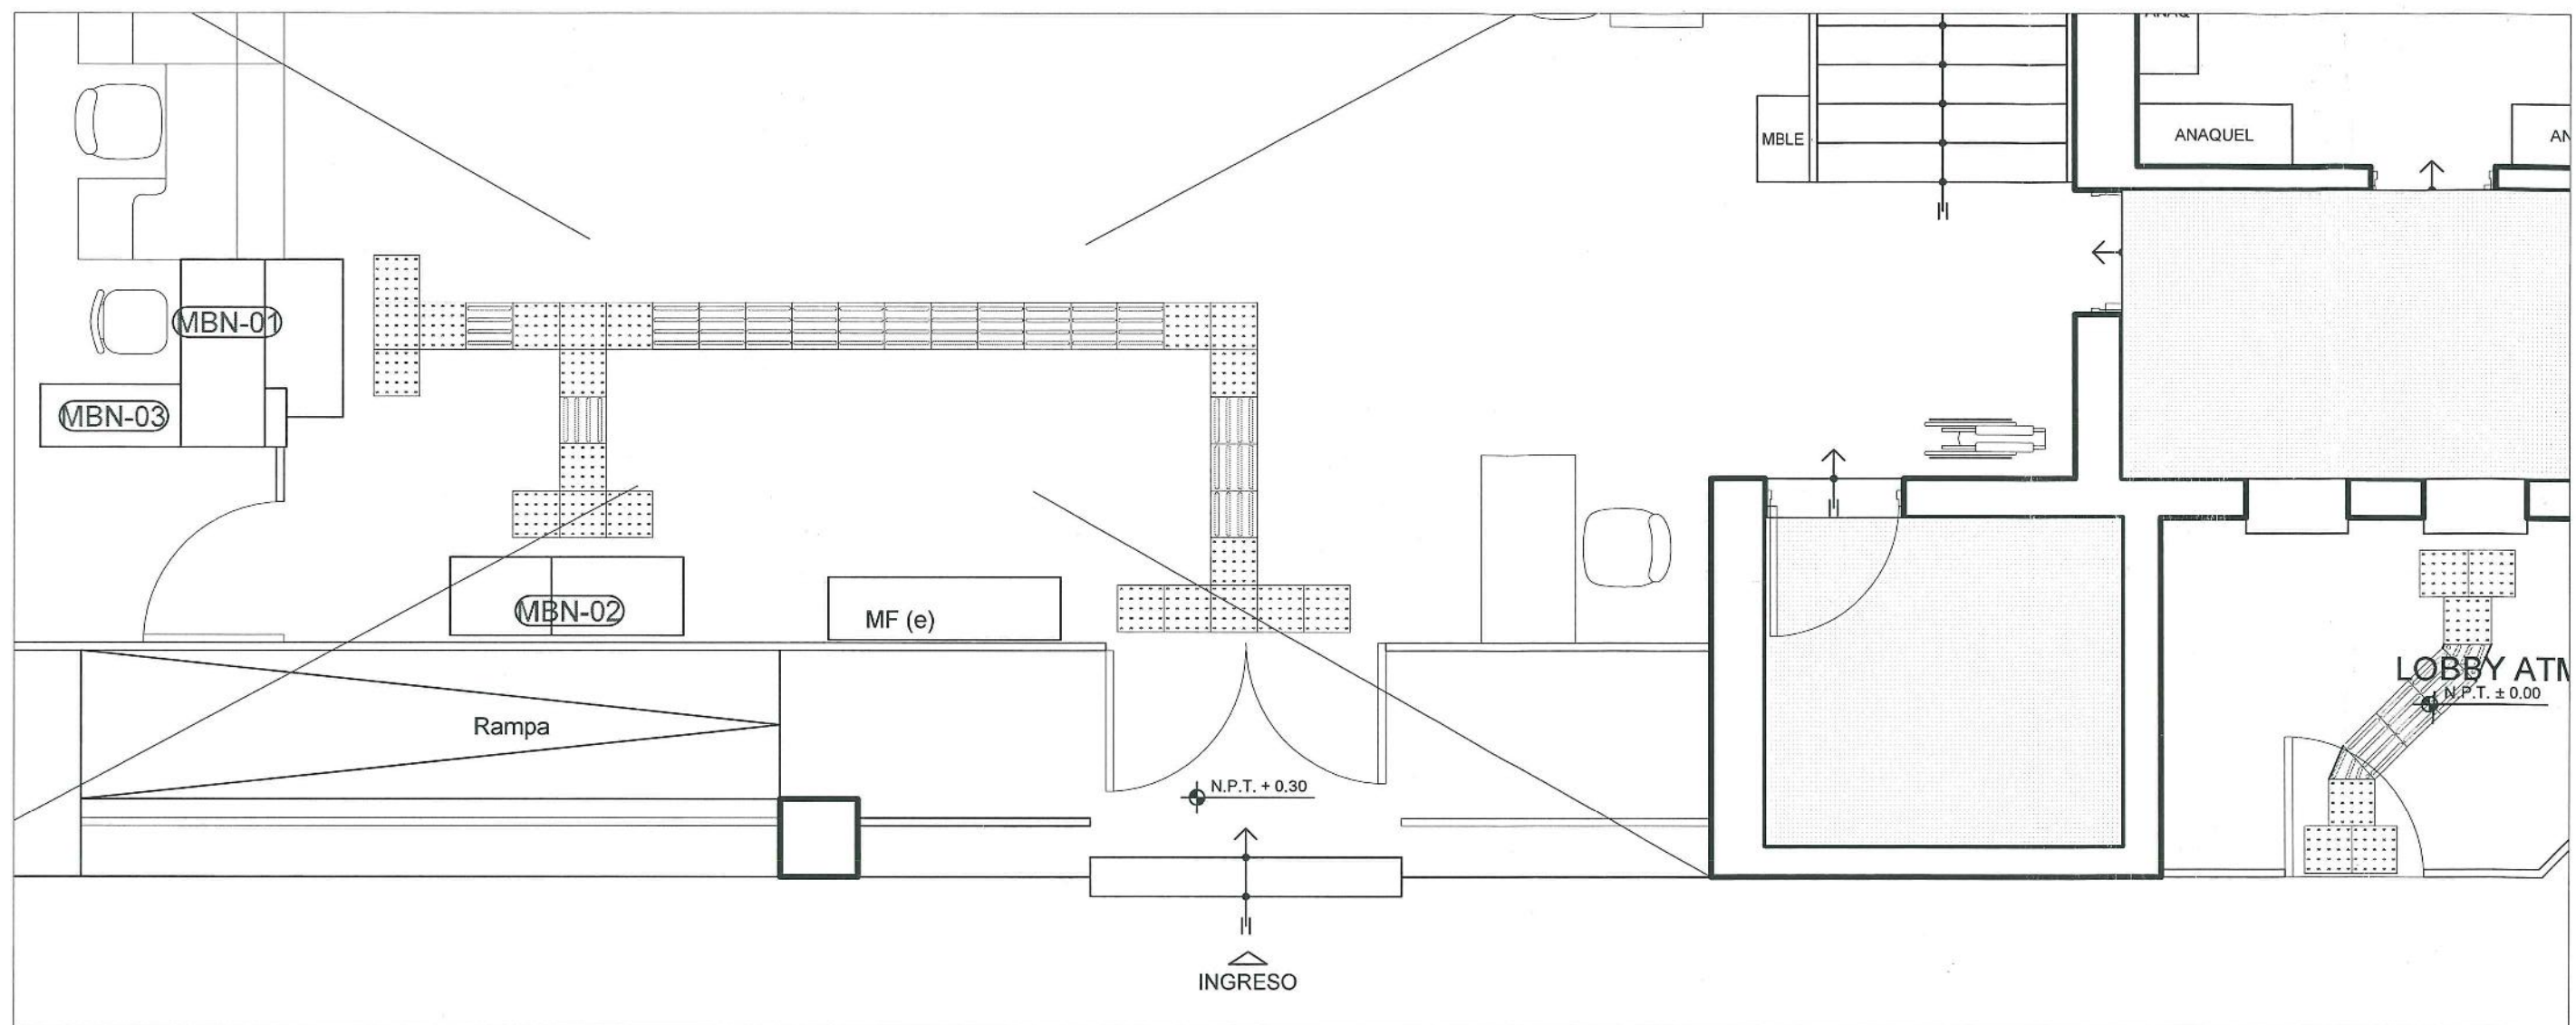 MBLE
ANAQUEL
AN
MBN-01
MBN-03
MBN-02
MF (e)
LOBBY ATM
N.P.T. ± 0.00
Rampa
N.P.T. + 0.30
INGRESO